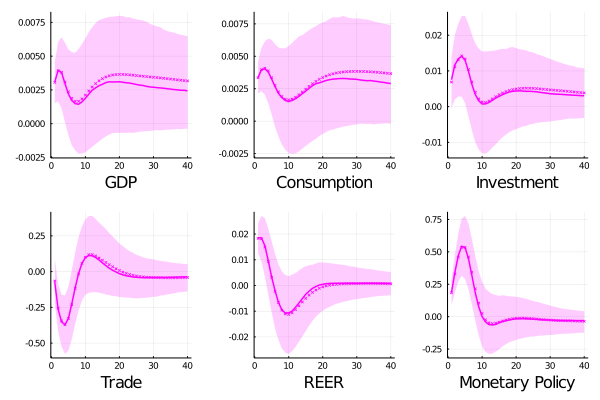 0.0075
0.0050
0.0025
0.0000
-0.0025
0 10 20 30 40
GDP
0.0075
0.0050
0.0025
0.0000
-0.0025
0 10 20 30 40
Consumption
0.02
0.01
0.00
-0.01
0 10 20 30 40
Investment
0.25
0.00
-0.25
-0.50
0 10 20 30 40
Trade
0.02
0.01
0.00
-0.01
-0.02
0 10 20 30 40
REER
0.75
0.50
0.25
0.00
-0.25
0 10 20 30 40
Monetary Policy